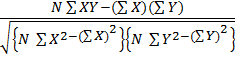 N ∑ XY−(∑ X)(∑ Y)
√{N ∑ X²−(∑ X)²}{N ∑ Y²−(∑ Y)²}